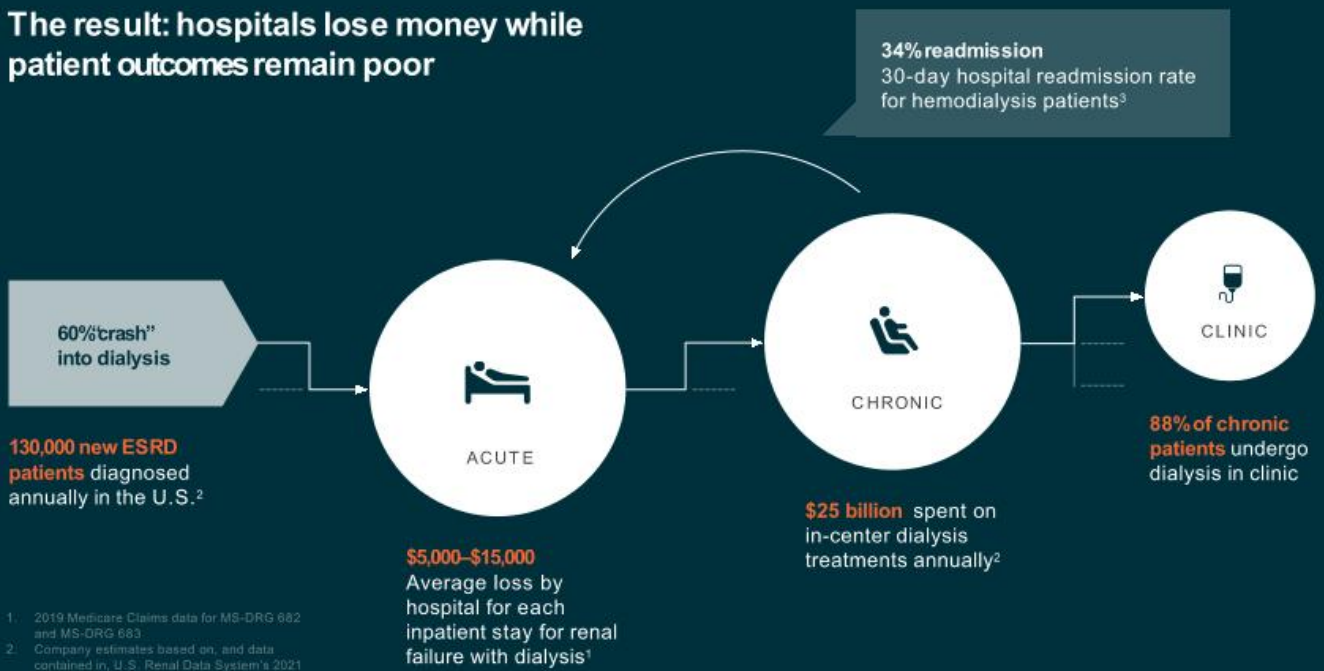 The result: hospitals lose money while
patient outcomes remain poor
34% readmission
30-day hospital readmission rate
for hemodialysis patients³
60% “crash”
into dialysis
130,000 new ESRD
patients diagnosed
annually in the U.S.²
ACUTE
$5,000–$15,000
Average loss by
hospital for each
inpatient stay for renal
failure with dialysis¹
CHRONIC
$25 billion spent on
in-center dialysis
treatments annually²
CLINIC
88% of chronic
patients undergo
dialysis in clinic
1. 2019 Medicare Claims data for MS-DRG 682
and MS-DRG 683
2. Company estimates based on, and data
contained in, U.S. Renal Data System's 2021